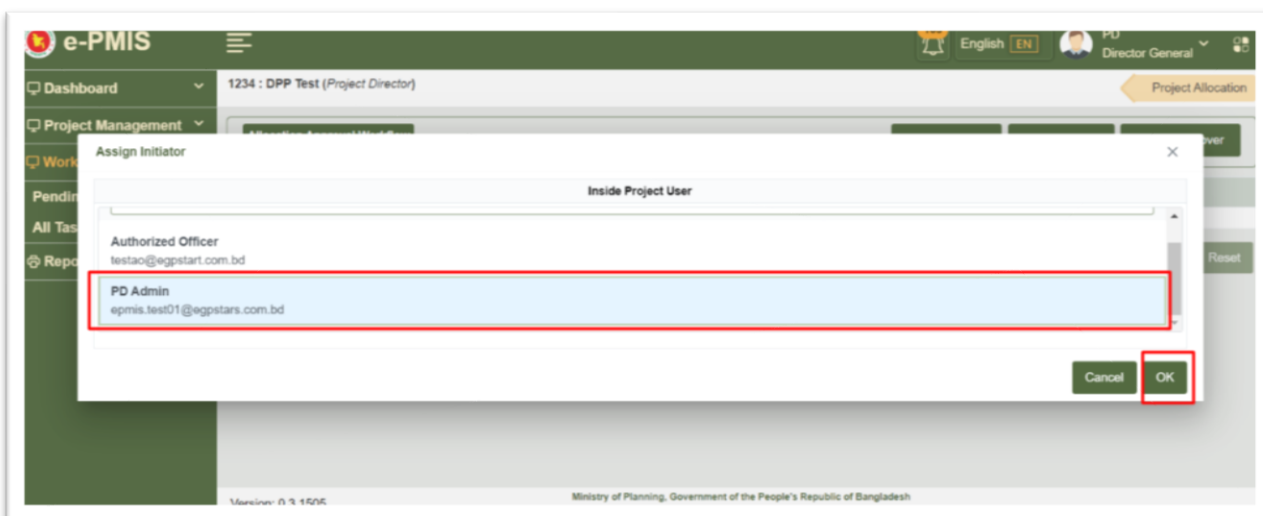 e-PMIS
English EN
PD
Director General
Dashboard
1234 : DPP Test (Project Director)
Project Allocation
Project Management
Assign Initiator
Inside Project User
Authorized Officer
testao@egpstart.com.bd
Reset
PD Admin
epmis.test01@egpstars.com.bd
Cancel
OK
Version: 0.3.1505
Ministry of Planning, Government of the People's Republic of Bangladesh